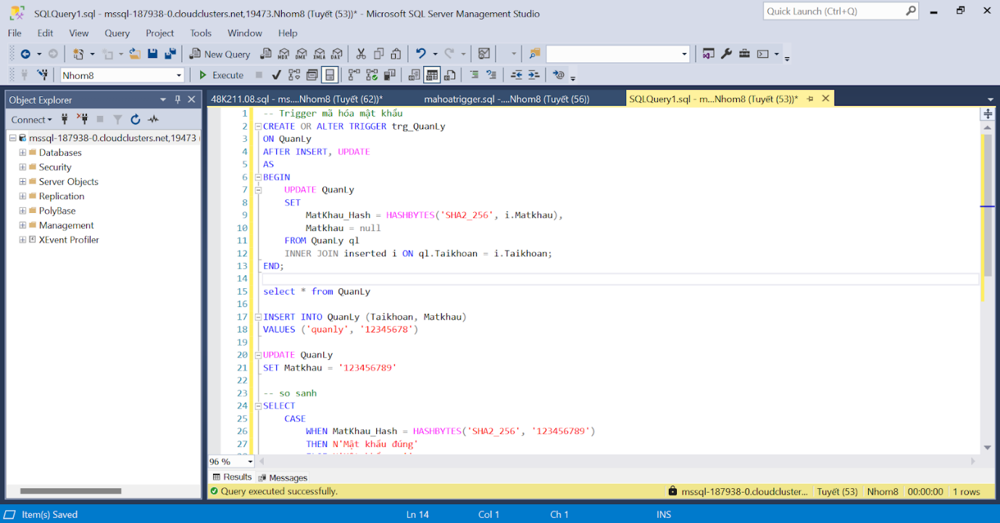 SQLQuery1.sql - mssql-187938-0.cloudclusters.net,19473.Nhom8 (Tuyết (53))* - Microsoft SQL Server Management Studio
Quick Launch (Ctrl+Q)
File Edit View Query Project Tools Window Help
New Query
MDX DMX XMLA DAX
Nhom8
Execute
Object Explorer
48K211.08.sql - ms....Nhom8 (Tuyết (62))*
mahoatrigger.sql -....Nhom8 (Tuyết (56))
SQLQuery1.sql - m...Nhom8 (Tuyết (53))*
Connect
mssql-187938-0.cloudclusters.net,19473
Databases
Security
Server Objects
Replication
PolyBase
Management
XEvent Profiler
1 -- Trigger mã hóa mật khẩu
2 CREATE OR ALTER TRIGGER trg_QuanLy
3 ON QuanLy
4 AFTER INSERT, UPDATE
5 AS
6 BEGIN
7 UPDATE QuanLy
8 SET
9 MatKhau_Hash = HASHBYTES('SHA2_256', i.Matkhau),
10 Matkhau = null
11 FROM QuanLy ql
12 INNER JOIN inserted i ON ql.Taikhoan = i.Taikhoan;
13 END;
14
15 select * from QuanLy
16
17 INSERT INTO QuanLy (Taikhoan, Matkhau)
18 VALUES ('quanly', '12345678')
19
20 UPDATE QuanLy
21 SET Matkhau = '123456789'
22
23 -- so sanh
24 SELECT
25 CASE
26 WHEN MatKhau_Hash = HASHBYTES('SHA2_256', '123456789')
27 THEN N'Mật khẩu đúng'
96 %
Results Messages
Query executed successfully.
mssql-187938-0.cloudcluster... Tuyết (53) Nhom8 00:00:00 1 rows
Item(s) Saved
Ln 14 Col 1 Ch 1 INS